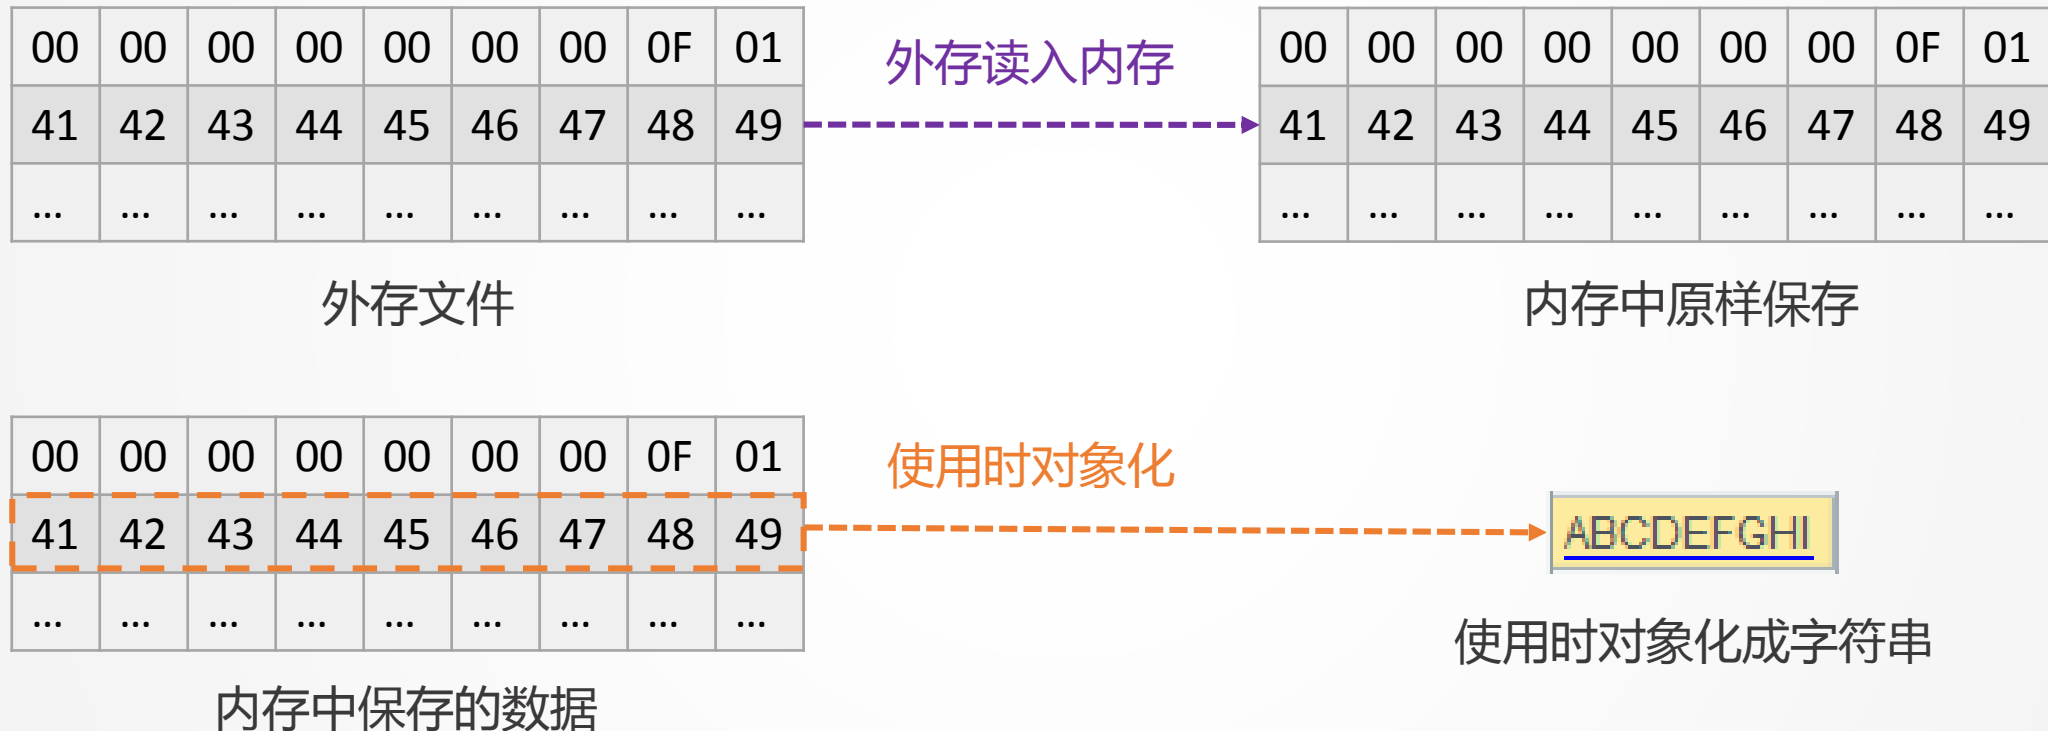 00 00 00 00 00 00 00 0F 01
41 42 43 44 45 46 47 48 49
... ... ... ... ... ... ... ... ...
外存读入内存
00 00 00 00 00 00 00 0F 01
41 42 43 44 45 46 47 48 49
... ... ... ... ... ... ... ... ...
外存文件
内存中原样保存
00 00 00 00 00 00 00 0F 01
41 42 43 44 45 46 47 48 49
... ... ... ... ... ... ... ... ...
使用时对象化
ABCDEFGHI
使用时对象化成字符串
内存中保存的数据